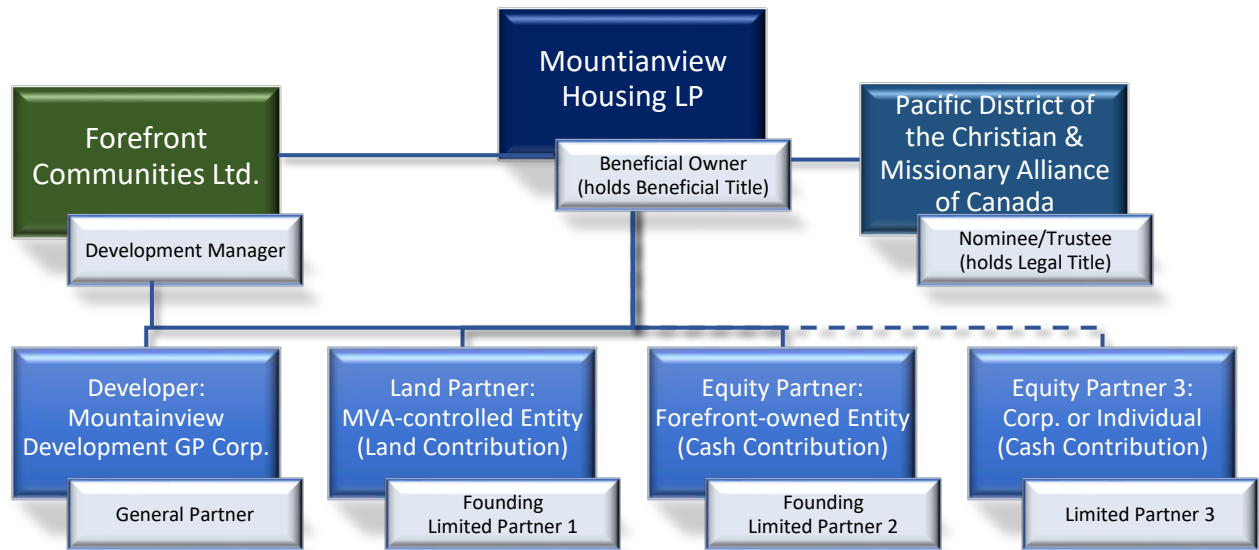 Mountianview
Housing LP
Beneficial Owner
(holds Beneficial Title)
Forefront
Communities Ltd.
Development Manager
Pacific District of
the Christian &
Missionary Alliance
of Canada
Nominee/Trustee
(holds Legal Title)
Developer:
Mountainview
Development GP Corp.
General Partner
Land Partner:
MVA-controlled Entity
(Land Contribution)
Founding
Limited Partner 1
Equity Partner:
Forefront-owned Entity
(Cash Contribution)
Founding
Limited Partner 2
Equity Partner 3:
Corp. or Individual
(Cash Contribution)
Limited Partner 3